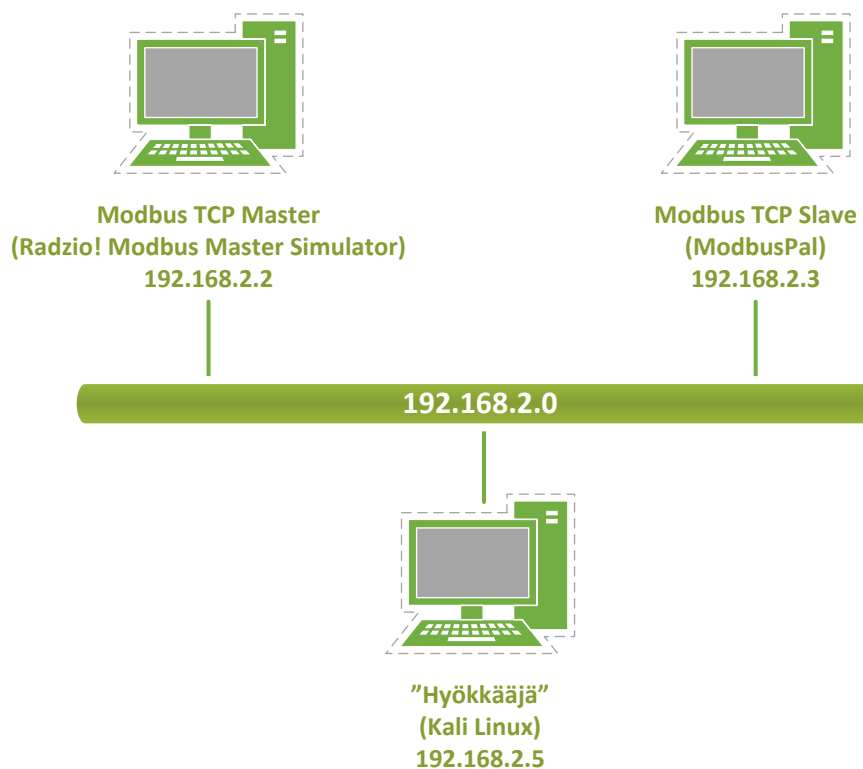 Modbus TCP Master
(Radzio! Modbus Master Simulator)
192.168.2.2
Modbus TCP Slave
(ModbusPal)
192.168.2.3
192.168.2.0
”Hyökkääjä”
(Kali Linux)
192.168.2.5